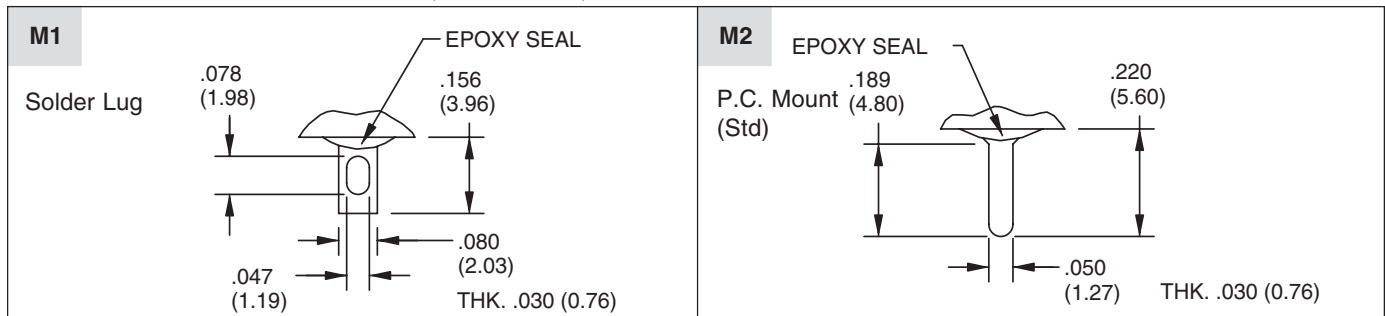 M1
EPOXY SEAL
.078
(1.98)
.156
(3.96)
Solder Lug
.080
(2.03)
.047
(1.19)
THK. .030 (0.76)
M2
EPOXY SEAL
.189
(4.80)
.220
(5.60)
P.C. Mount
(Std)
.050
(1.27)
THK. .030 (0.76)